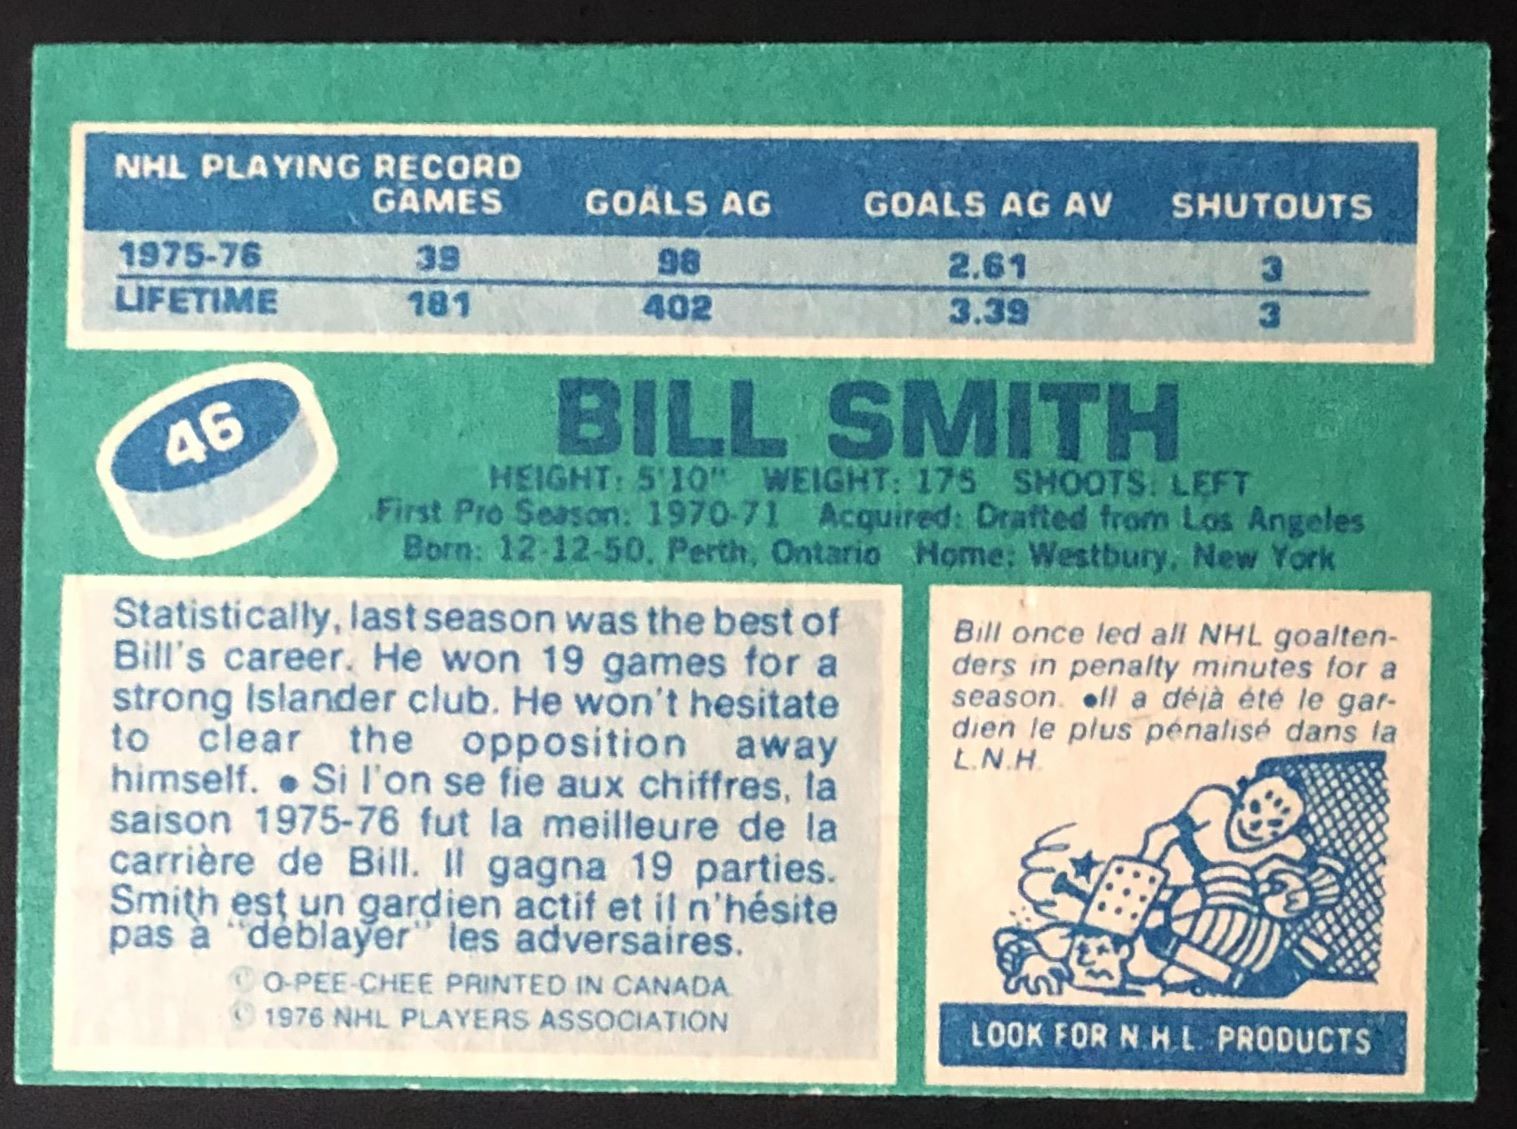 NHL PLAYING RECORD
GAMES GOALS AG GOALS AG AV SHUTOUTS
1975-76 39 98 2.61 3
LIFETIME 181 402 3.39 3
46
BILL SMITH
HEIGHT: 5'10" WEIGHT: 175 SHOOTS: LEFT
First Pro Season: 1970-71 Acquired: Drafted from Los Angeles
Born: 12-12-50, Perth, Ontario Home: Westbury, New York
Statistically, last season was the best of
Bill's career. He won 19 games for a
strong Islander club. He won't hesitate
to clear the opposition away
himself. ● Si l'on se fie aux chiffres, la
saison 1975-76 fut la meilleure de la
carrière de Bill. Il gagna 19 parties.
Smith est un gardien actif et il n'hésite
pas à "déblayer" les adversaires.
© O-PEE-CHEE PRINTED IN CANADA
© 1976 NHL PLAYERS ASSOCIATION
Bill once led all NHL goalten-
ders in penalty minutes for a
season. ●Il a déjà été le gar-
dien le plus pénalisé dans la
L.N.H.
LOOK FOR N.H.L. PRODUCTS